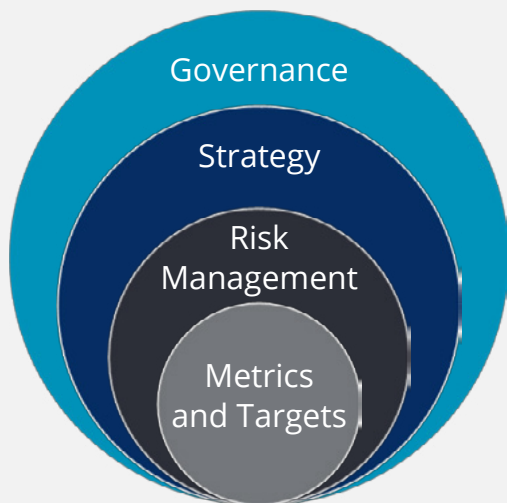 Governance
Strategy
Risk
Management
Metrics
and Targets